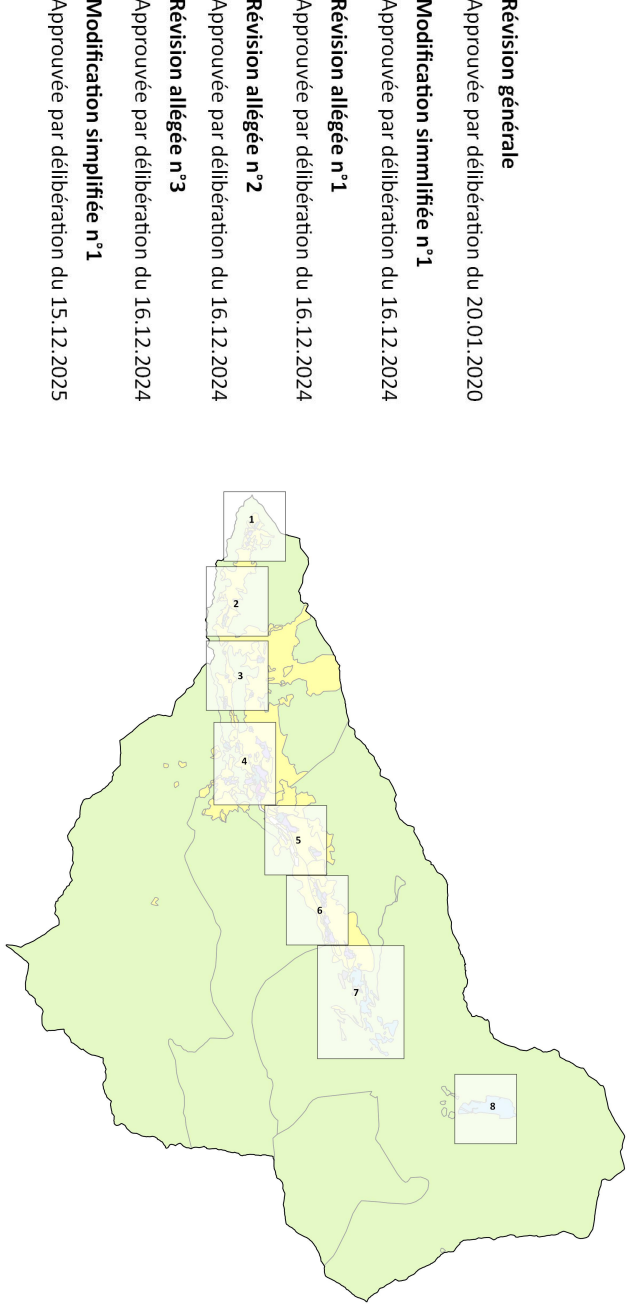 Révision générale
Approuvée par délibération du 20.01.2020
Modification simmlifiée n°1
Approuvée par délibération du 16.12.2024
Révision allégée n°1
Approuvée par délibération du 16.12.2024
Révision allégée n°2
Approuvée par délibération du 16.12.2024
Révision allégée n°3
Approuvée par délibération du 16.12.2024
Modification simplifiée n°1
Approuvée par délibération du 15.12.2025
1
2
3
4
5
6
7
8